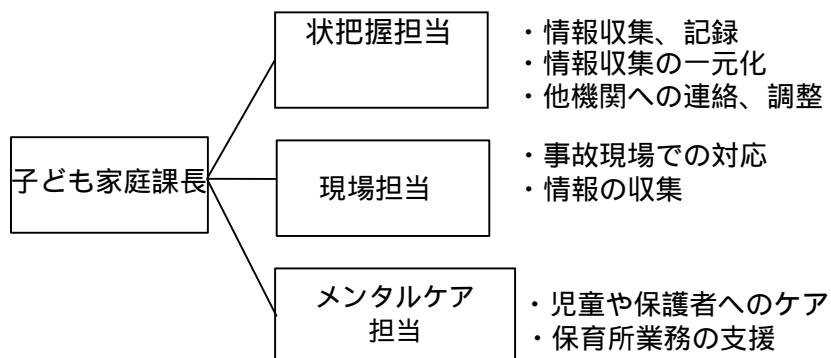 状把握担当
・情報収集、記録
・情報収集の一元化
・他機関への連絡、調整
子ども家庭課長
現場担当
・事故現場での対応
・情報の収集
メンタルケア
担当
・児童や保護者へのケア
・保育所業務の支援